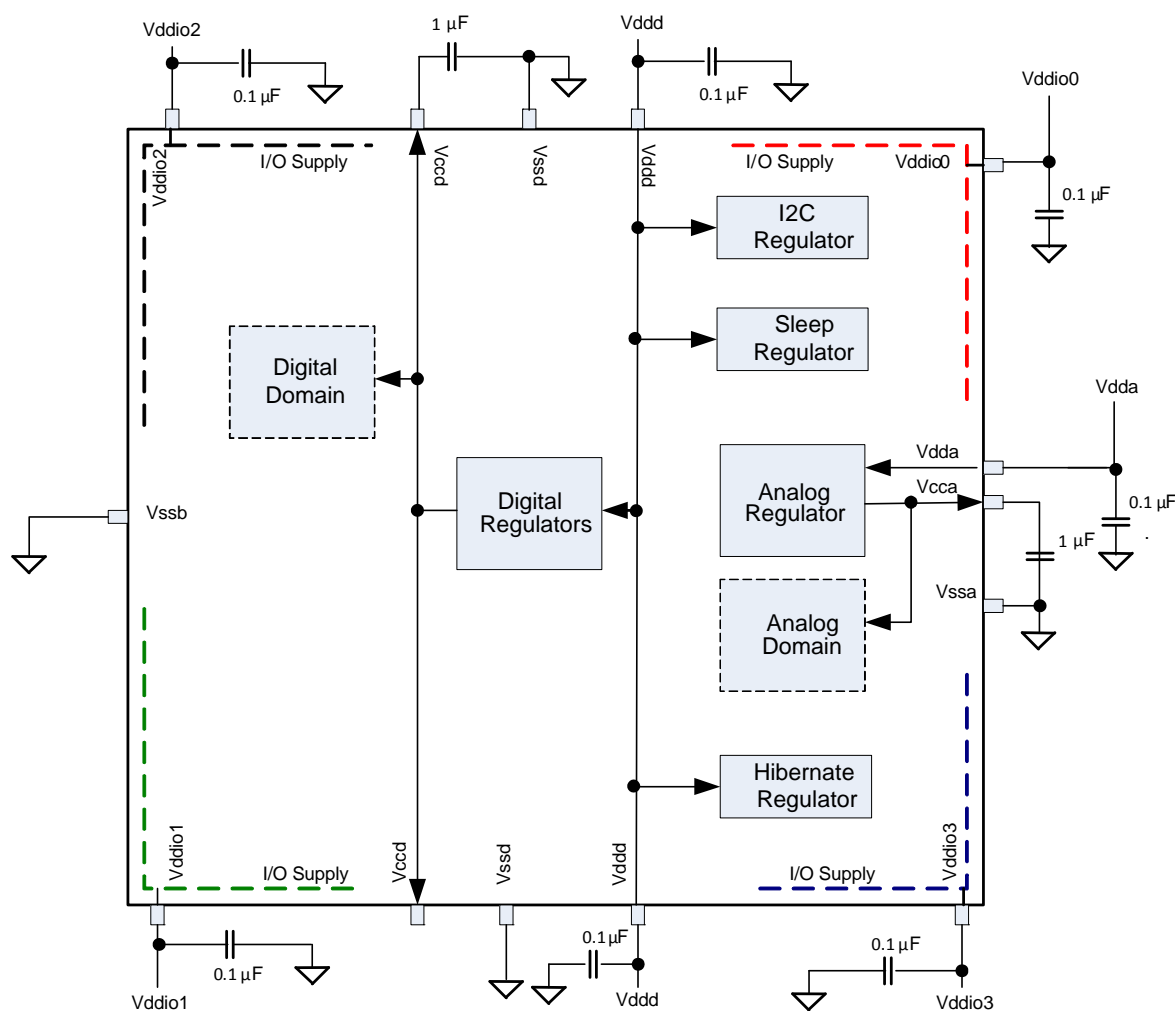 Vddio2
1 µF
Vddd
0.1 µF
0.1 µF
Vddio0
I/O Supply
I/O Supply
Vddio0
Vddio2
Vccd
Vssd
Vddd
0.1 µF
I2C
Regulator
Sleep
Regulator
Digital
Domain
Vdda
Vdda
Vcca
Analog
Regulator
Digital
Regulators
0.1 µF
.
Vssb
1 µF
Vssa
Analog
Domain
Hibernate
Regulator
Vddio1
Vccd
Vssd
Vddd
Vddio3
I/O Supply
I/O Supply
0.1 µF
0.1 µF
0.1 µF
Vddio1
Vddd
Vddio3